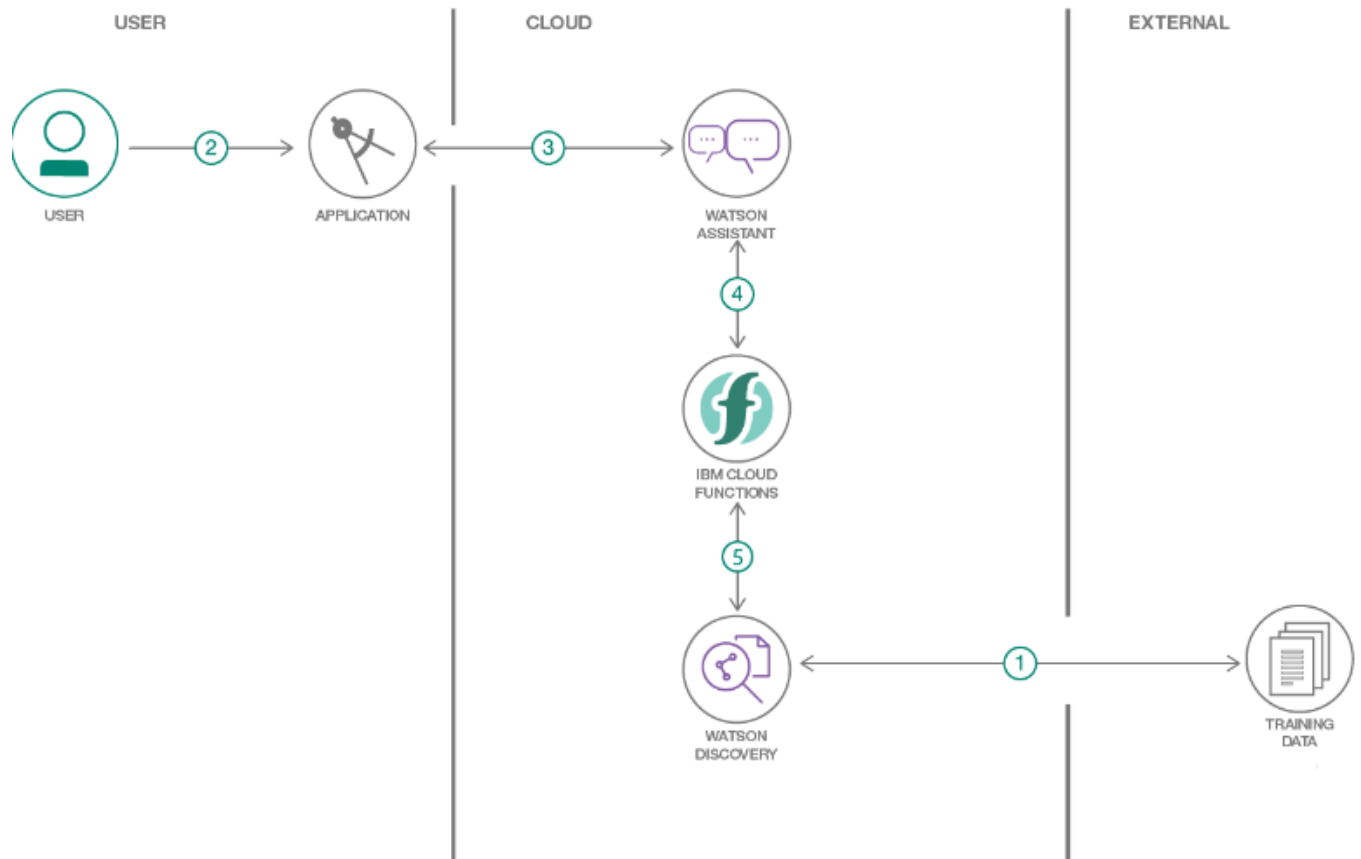 USER
CLOUD
EXTERNAL
2
3
USER
APPLICATION
WATSON
ASSISTANT
4
IBM CLOUD
FUNCTIONS
5
1
WATSON
DISCOVERY
TRAINING
DATA